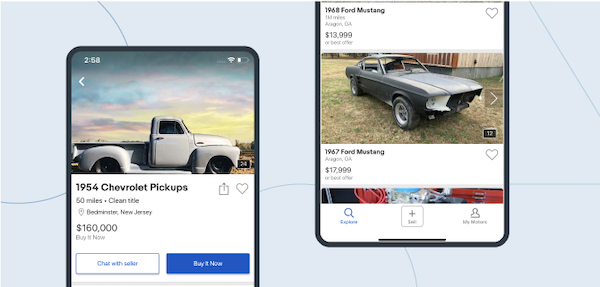 2:58
24
1954 Chevrolet Pickups
50 miles • Clean title
Bedminster, New Jersey
$160,000
Buy It Now
Chat with seller
Buy It Now
1968 Ford Mustang
1M miles
Aragon, GA
$13,999
or best offer
12
1967 Ford Mustang
Aragon, GA
$17,999
or best offer
Explore
Sell
My Motors